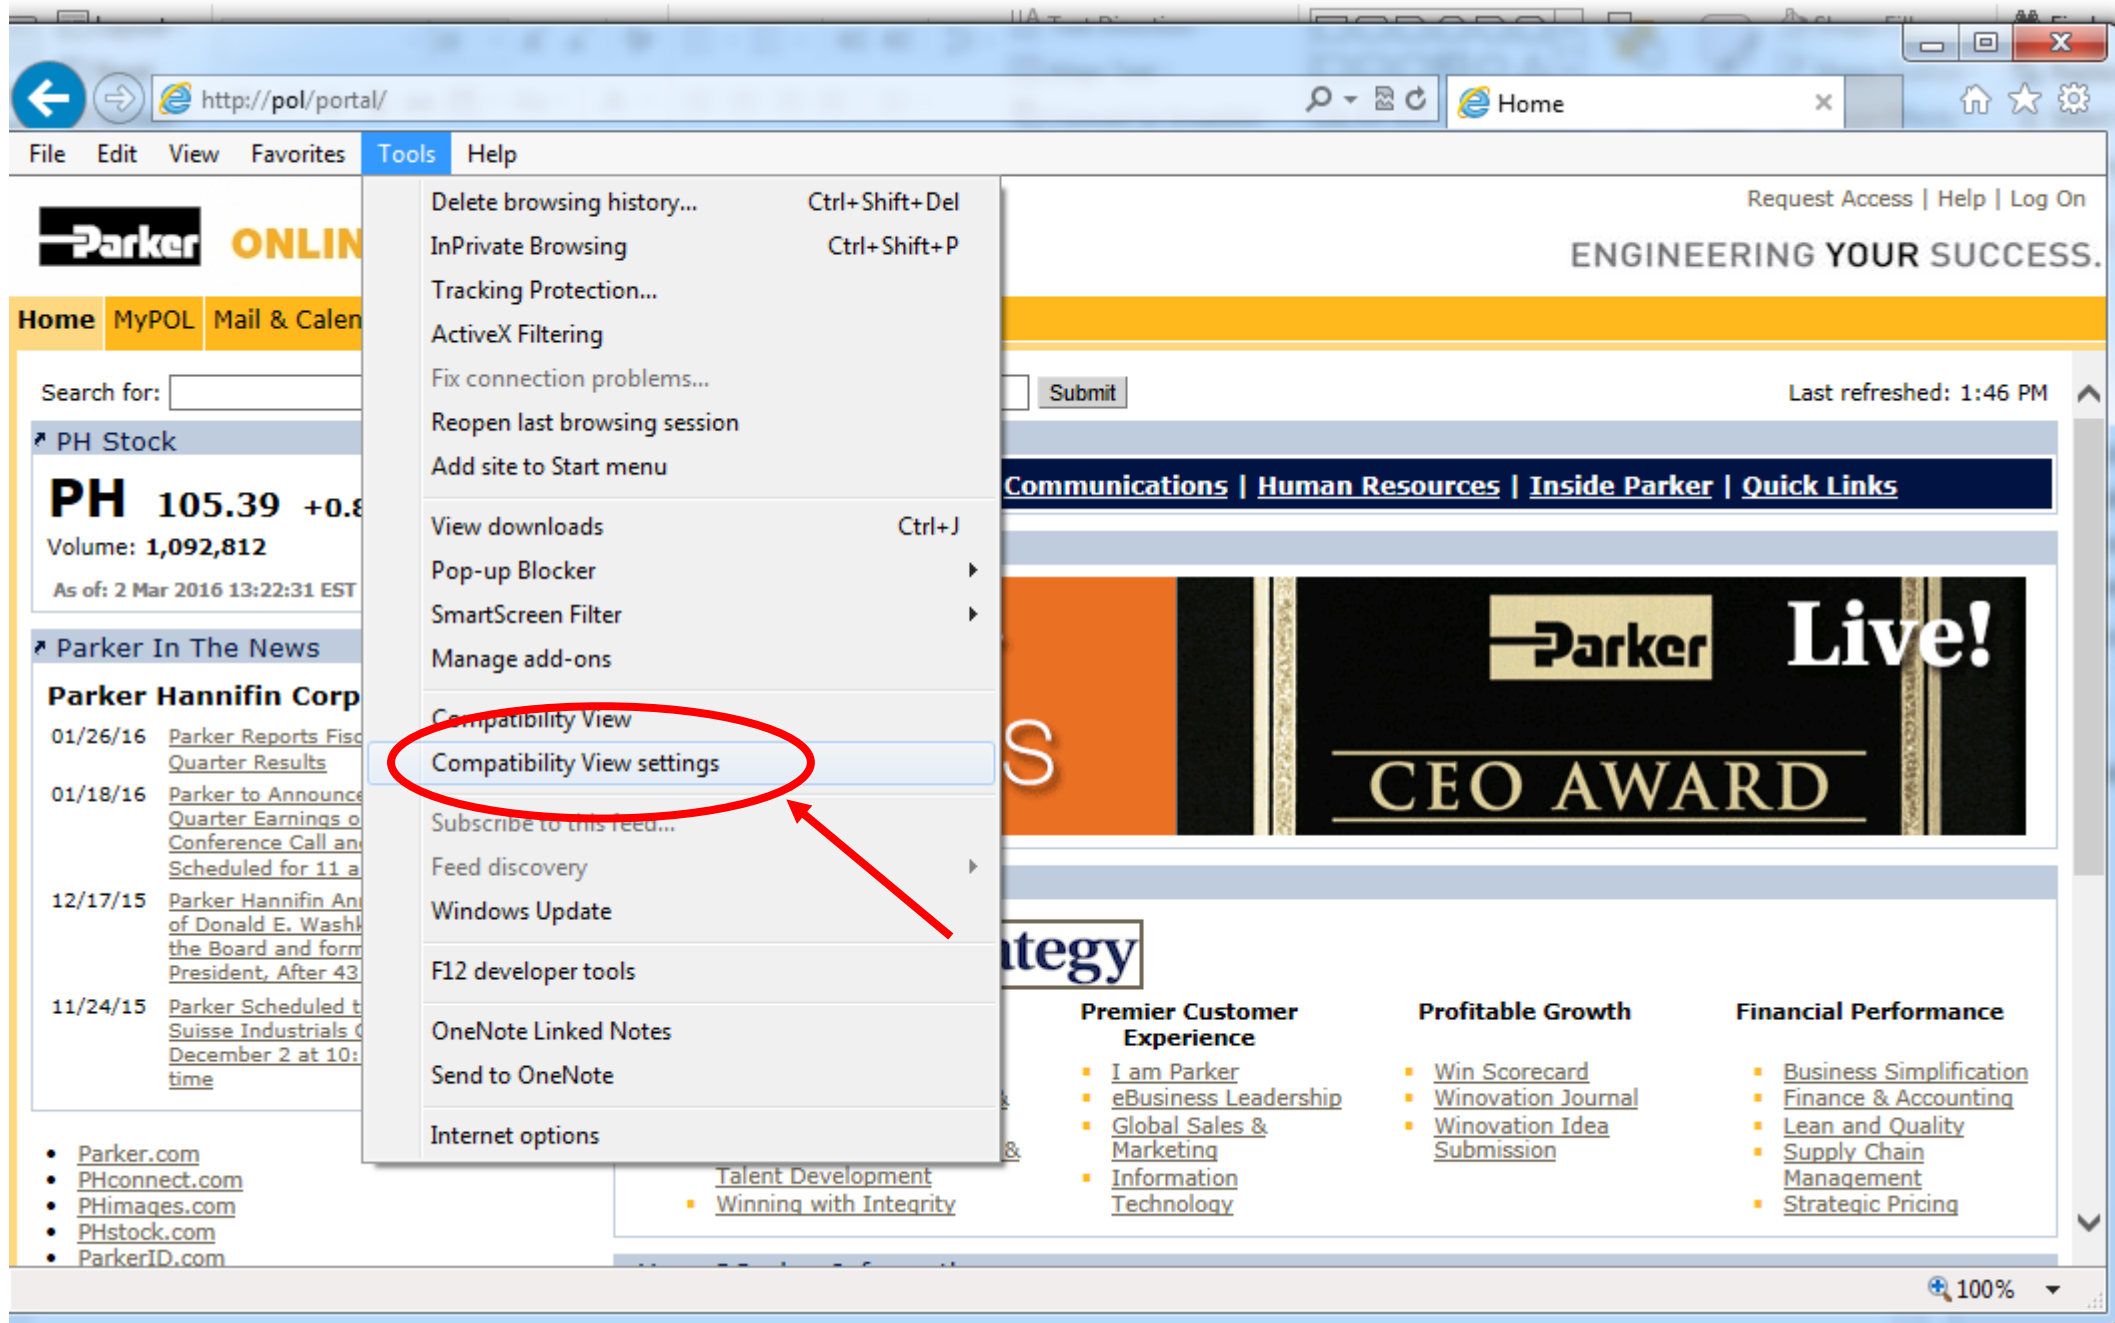 http://pol/portal/
Home
File Edit View Favorites Tools Help
Request Access | Help | Log On
Parker ONLIN
ENGINEERING YOUR SUCCESS.
Home MyPOL Mail & Calen
Search for:
Submit
Last refreshed: 1:46 PM
PH Stock
PH 105.39 +0.8
Volume: 1,092,812
As of: 2 Mar 2016 13:22:31 EST
Parker In The News
Parker Hannifin Corp
01/26/16 Parker Reports Fisc
Quarter Results
01/18/16 Parker to Announce
Quarter Earnings o
Conference Call an
Scheduled for 11 a
12/17/15 Parker Hannifin An
of Donald E. Wash
the Board and form
President, After 43
11/24/15 Parker Scheduled t
Suisse Industrials
December 2 at 10:
time
Parker.com
PHconnect.com
PHimages.com
PHstock.com
ParkerID.com
Delete browsing history... Ctrl+Shift+Del
InPrivate Browsing Ctrl+Shift+P
Tracking Protection...
ActiveX Filtering
Fix connection problems...
Reopen last browsing session
Add site to Start menu
View downloads Ctrl+J
Pop-up Blocker
SmartScreen Filter
Manage add-ons
Compatibility View
Compatibility View settings
Subscribe to this feed...
Feed discovery
Windows Update
F12 developer tools
OneNote Linked Notes
Send to OneNote
Internet options
Communications | Human Resources | Inside Parker | Quick Links
S
Parker Live!
CEO AWARD
tegy
&
&
Talent Development
Winning with Integrity
Premier Customer
Experience
I am Parker
eBusiness Leadership
Global Sales &
Marketing
Information
Technology
Profitable Growth
Win Scorecard
Winovation Journal
Winovation Idea
Submission
Financial Performance
Business Simplification
Finance & Accounting
Lean and Quality
Supply Chain
Management
Strategic Pricing
100%